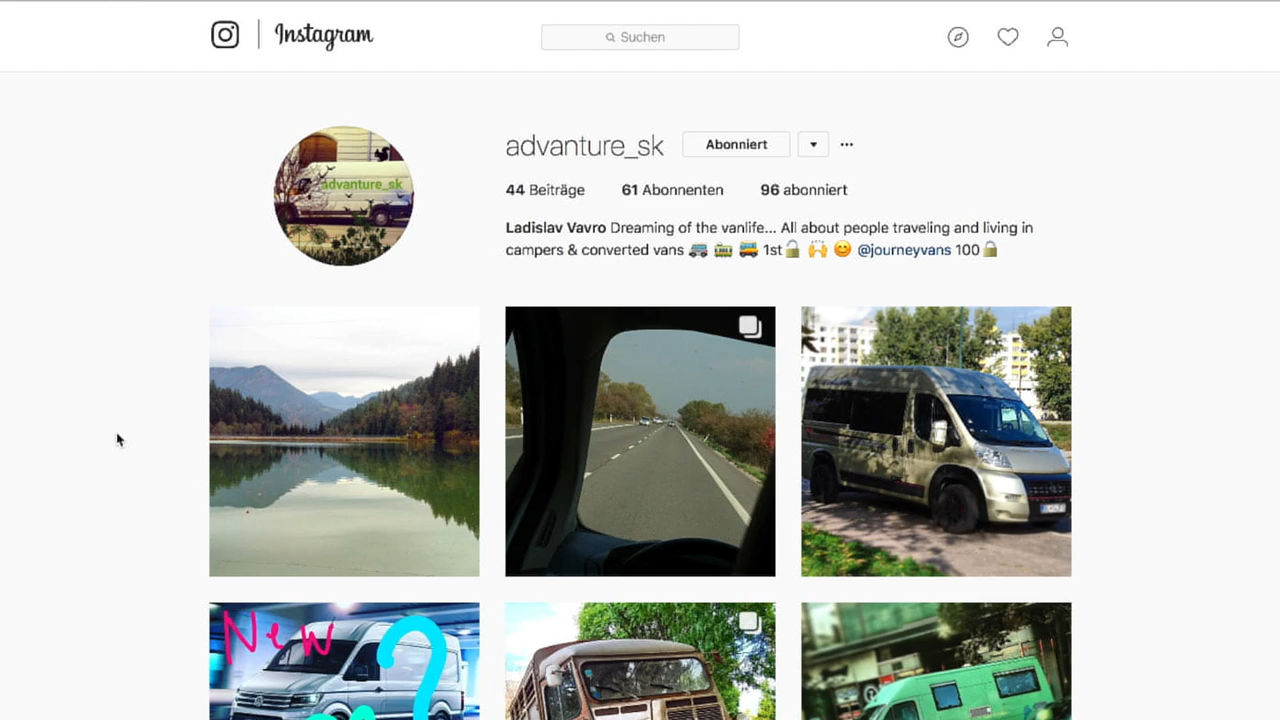 Instagram
Suchen
advanture_sk
Abonniert
44 Beiträge 61 Abonnenten 96 abonniert
Ladislav Vavro Dreaming of the vanlife... All about people traveling and living in
campers & converted vans 🚐 🚋 🚒 1st🔓 🙌 😊 @journeyvans 100🔓
advanture_sk
New
?